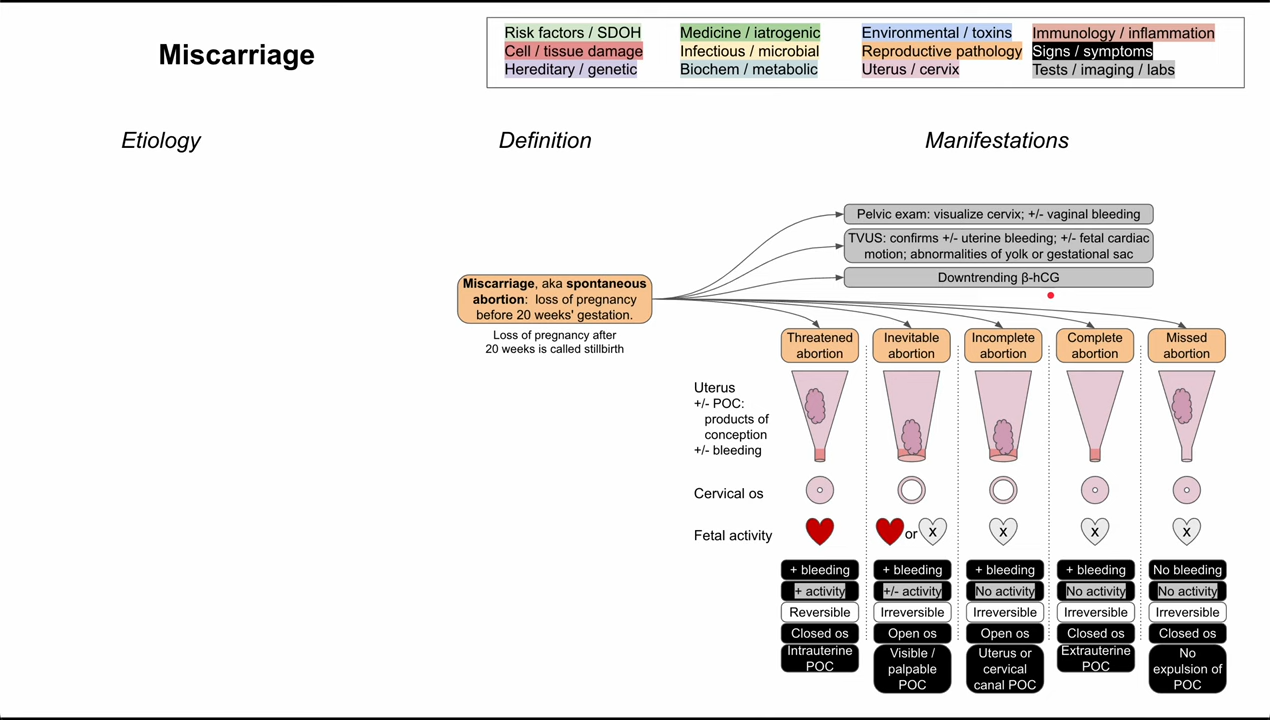 Miscarriage
Risk factors / SDOH
Cell / tissue damage
Hereditary / genetic
Medicine / iatrogenic
Infectious / microbial
Biochem / metabolic
Environmental / toxins
Reproductive pathology
Uterus / cervix
Immunology / inflammation
Signs / symptoms
Tests / imaging / labs
Etiology
Definition
Manifestations
Miscarriage, aka spontaneous
abortion: loss of pregnancy
before 20 weeks' gestation.
Loss of pregnancy after
20 weeks is called stillbirth
Pelvic exam: visualize cervix; +/- vaginal bleeding
TVUS: confirms +/- uterine bleeding; +/- fetal cardiac
motion; abnormalities of yolk or gestational sac
Downtrending β-hCG
Threatened
abortion
Inevitable
abortion
Incomplete
abortion
Complete
abortion
Missed
abortion
Uterus
+/- POC:
products of
conception
+/- bleeding
Cervical os
Fetal activity
or
x
x
x
x
+ bleeding
+ bleeding
+ bleeding
+ bleeding
No bleeding
+ activity
+/- activity
No activity
No activity
No activity
Reversible
Irreversible
Irreversible
Irreversible
Irreversible
Closed os
Open os
Open os
Closed os
Closed os
Intrauterine
POC
Visible /
palpable
POC
Uterus or
cervical
canal POC
Extrauterine
POC
No
expulsion of
POC